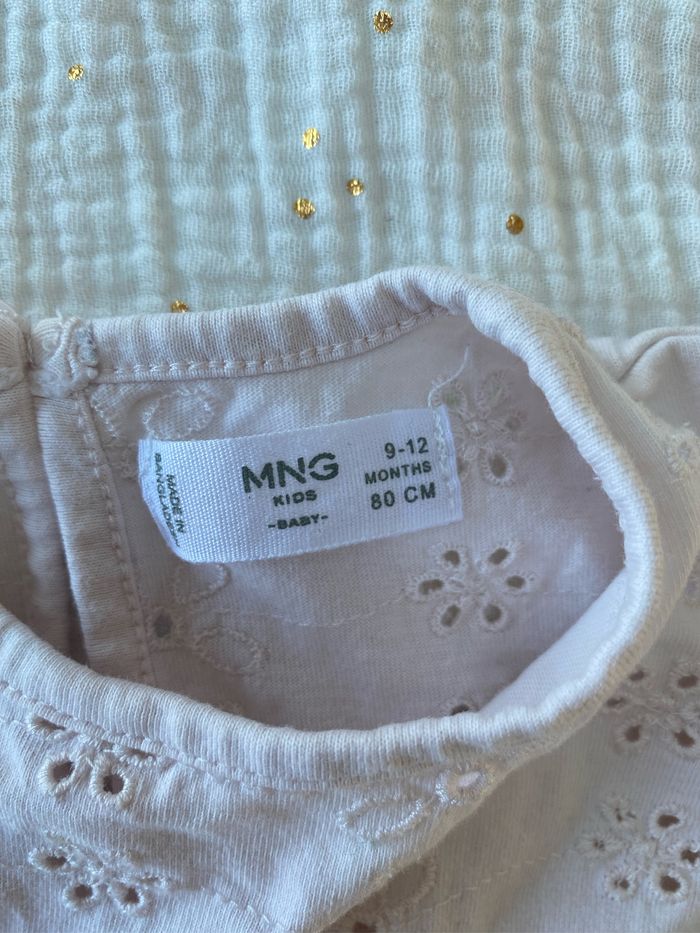 MADE IN
BANGLADESH
MNG
KIDS
-BABY-
9-12
MONTHS
80 CM